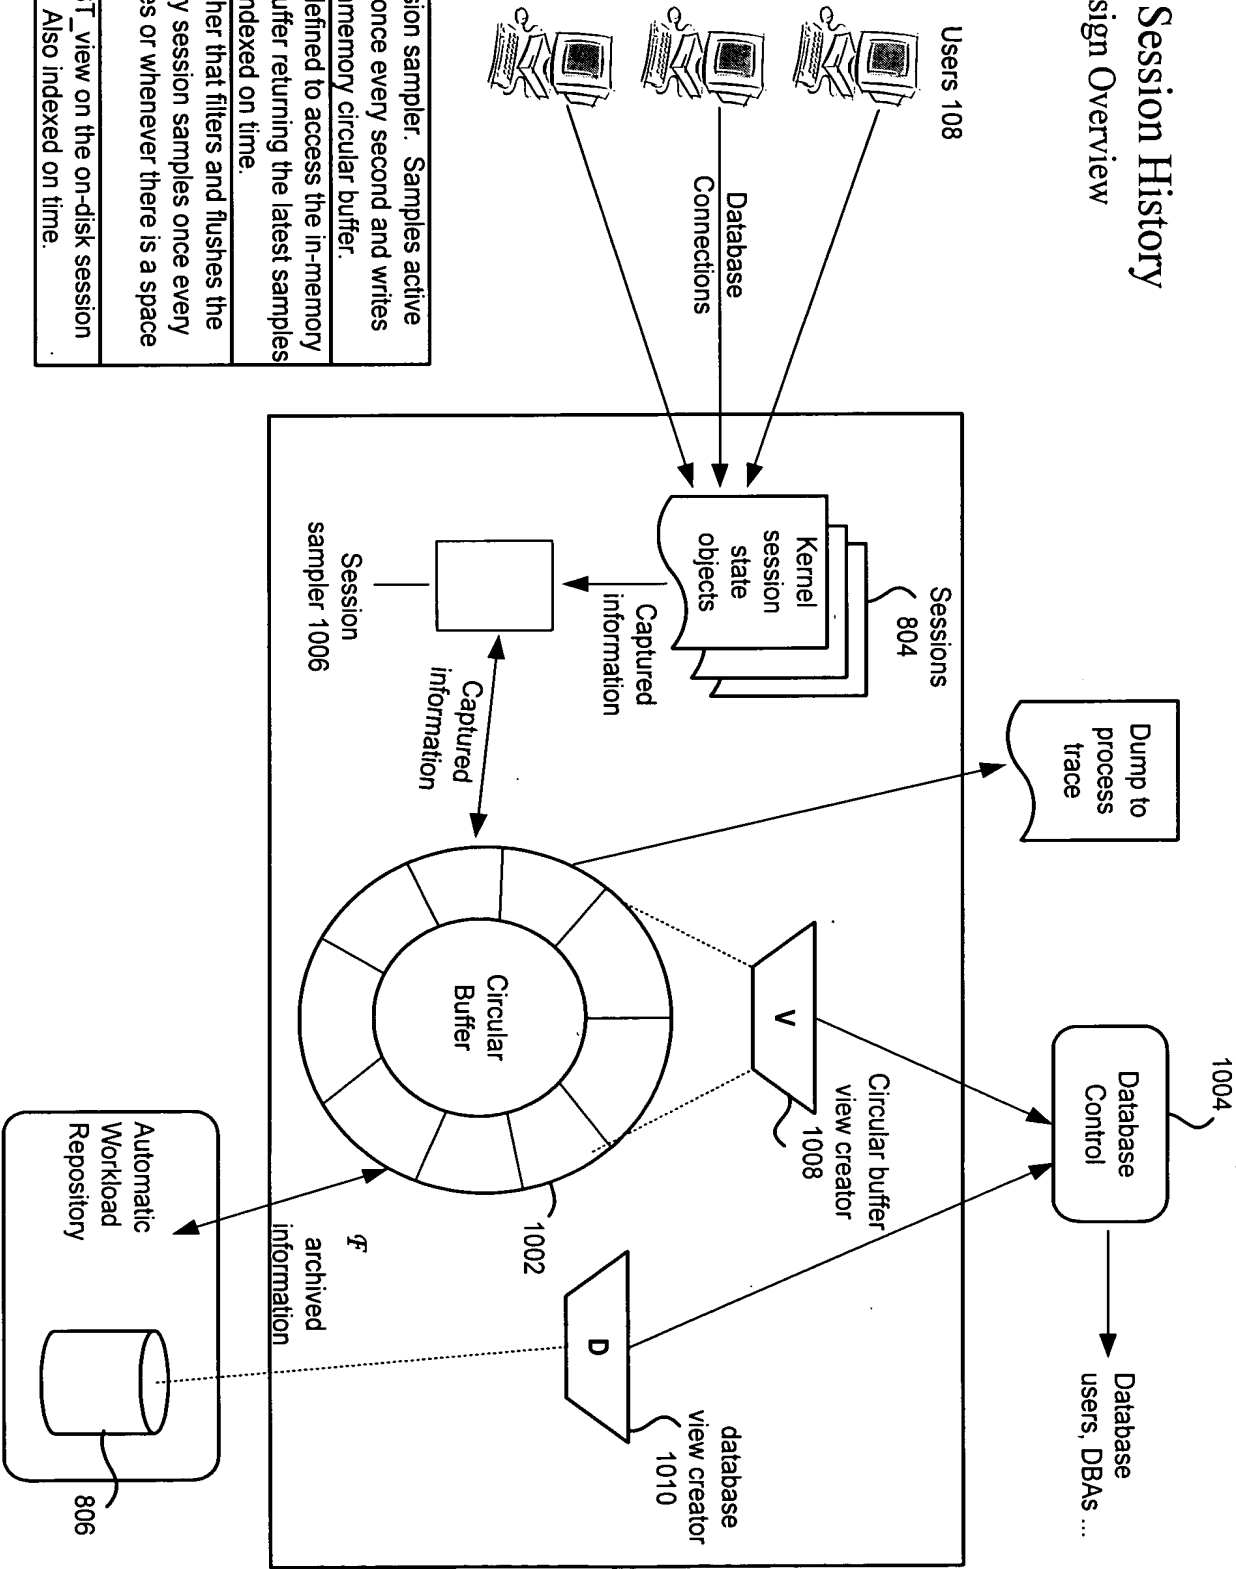 Session History
sign Overview
Users 108
Database
Connections
Sessions
804
Kernel
session
state
objects
Captured
information
Session
sampler 1006
Captured
information
Dump to
process
trace
Circular
Buffer
1002
V
Circular buffer
view creator
1008
1004
Database
Control
Database
users, DBAs ...
D
database
view creator
1010
F
archived
information
Automatic
Workload
Repository
806
sion sampler. Samples active
once every second and writes
memory circular buffer.
defined to access the in-memory
uffer returning the latest samples
ndexed on time.
her that filters and flushes the
ry session samples once every
es or whenever there is a space
ST_view on the on-disk session
. Also indexed on time.